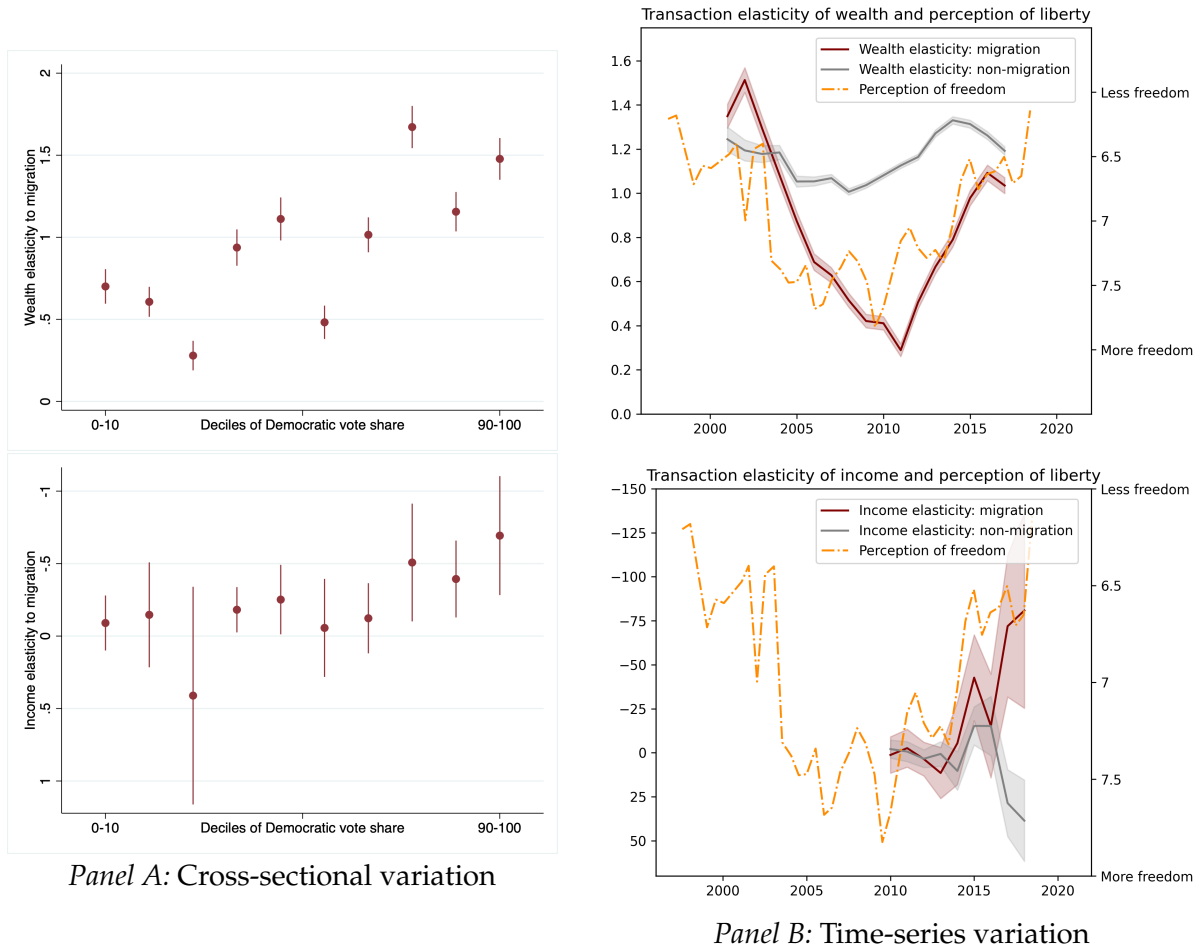 Wealth elasticity to migration
2
1.5
1
.5
0
0-10
Deciles of Democratic vote share
90-100
Income elasticity to migration
-1
-.5
0
.5
1
0-10
Deciles of Democratic vote share
90-100
Panel A: Cross-sectional variation
Transaction elasticity of wealth and perception of liberty
Wealth elasticity: migration
Wealth elasticity: non-migration
Perception of freedom
1.6
1.4
1.2
1.0
0.8
0.6
0.4
0.2
0.0
2000
2005
2010
2015
2020
Less freedom
6.5
7
7.5
More freedom
Transaction elasticity of income and perception of liberty
Income elasticity: migration
Income elasticity: non-migration
Perception of freedom
−150
−125
−100
−75
−50
−25
0
25
50
2000
2005
2010
2015
2020
Less freedom
6.5
7
7.5
More freedom
Panel B: Time-series variation